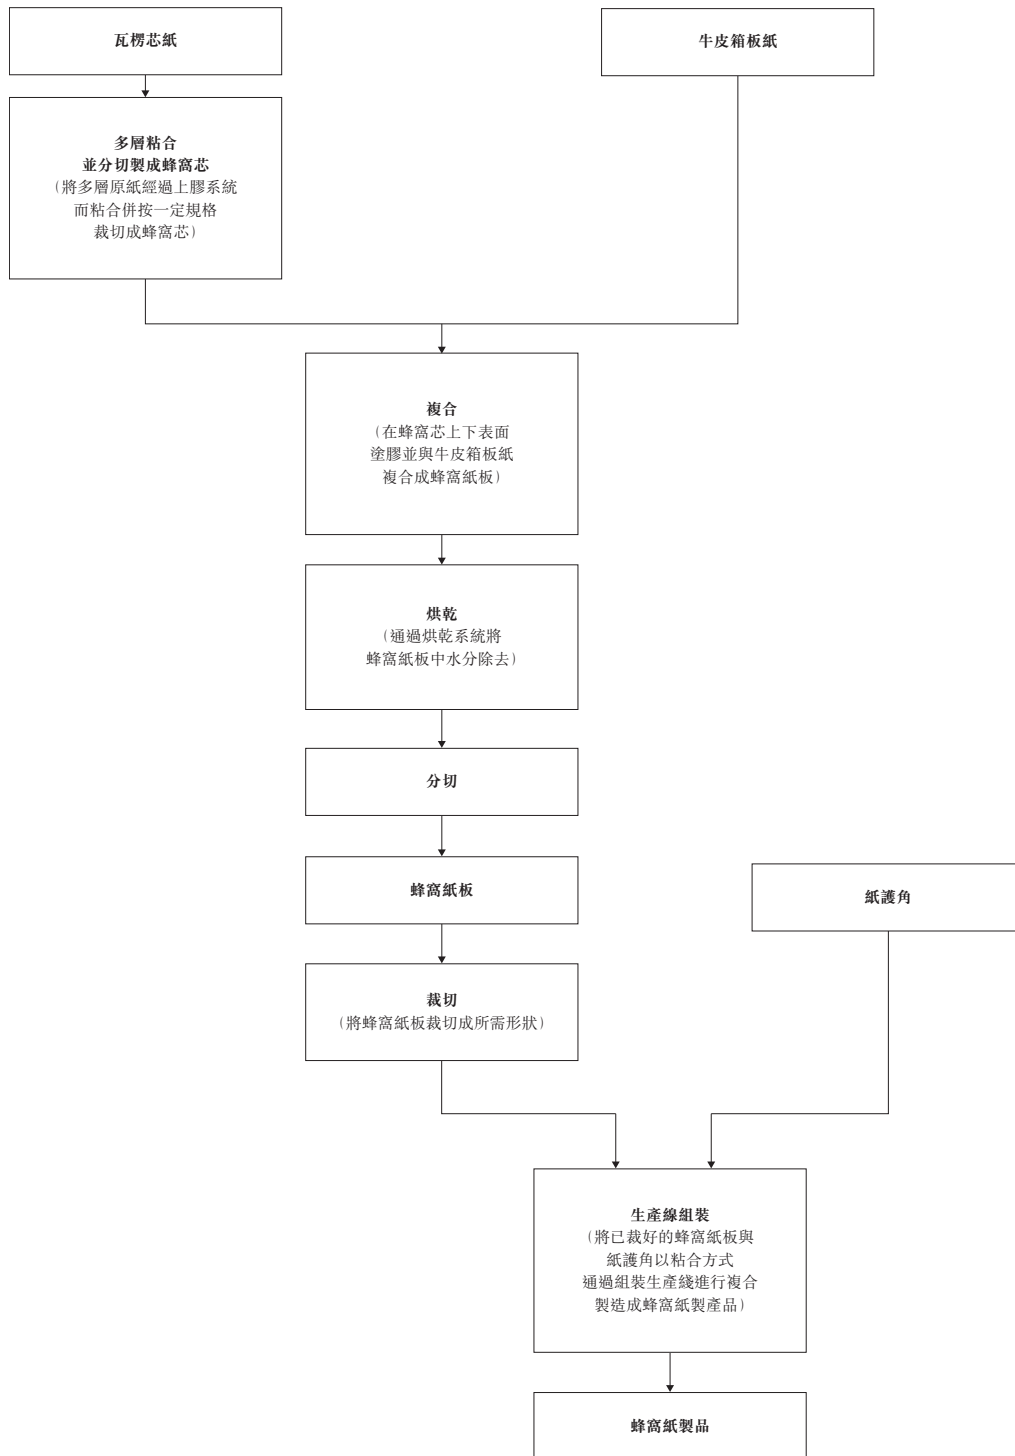 瓦楞芯紙
牛皮箱板紙
多層粘合
並分切製成蜂窩芯
(將多層原紙經過上膠系統
而粘合併按一定規格
裁切成蜂窩芯)
複合
(在蜂窩芯上下表面
塗膠並與牛皮箱板紙
複合成蜂窩紙板)
烘乾
(通過烘乾系統將
蜂窩紙板中水分除去)
分切
蜂窩紙板
紙護角
裁切
(將蜂窩紙板裁切成所需形狀)
生產線組裝
(將已裁好的蜂窩紙板與
紙護角以粘合方式
通過組裝生產綫進行複合
製造成蜂窩紙製產品)
蜂窩紙製品